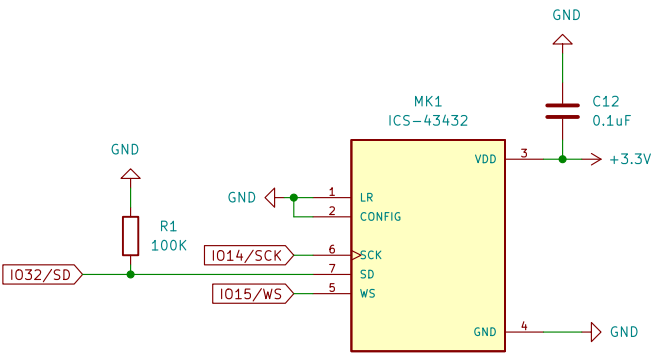 GND
MK1
ICS-43432
C12
0.1uF
GND
3
VDD
+3.3V
GND
1
LR
2
CONFIG
R1
100K
IO14/SCK
6
SCK
IO32/SD
7
SD
IO15/WS
5
WS
GND
4
GND